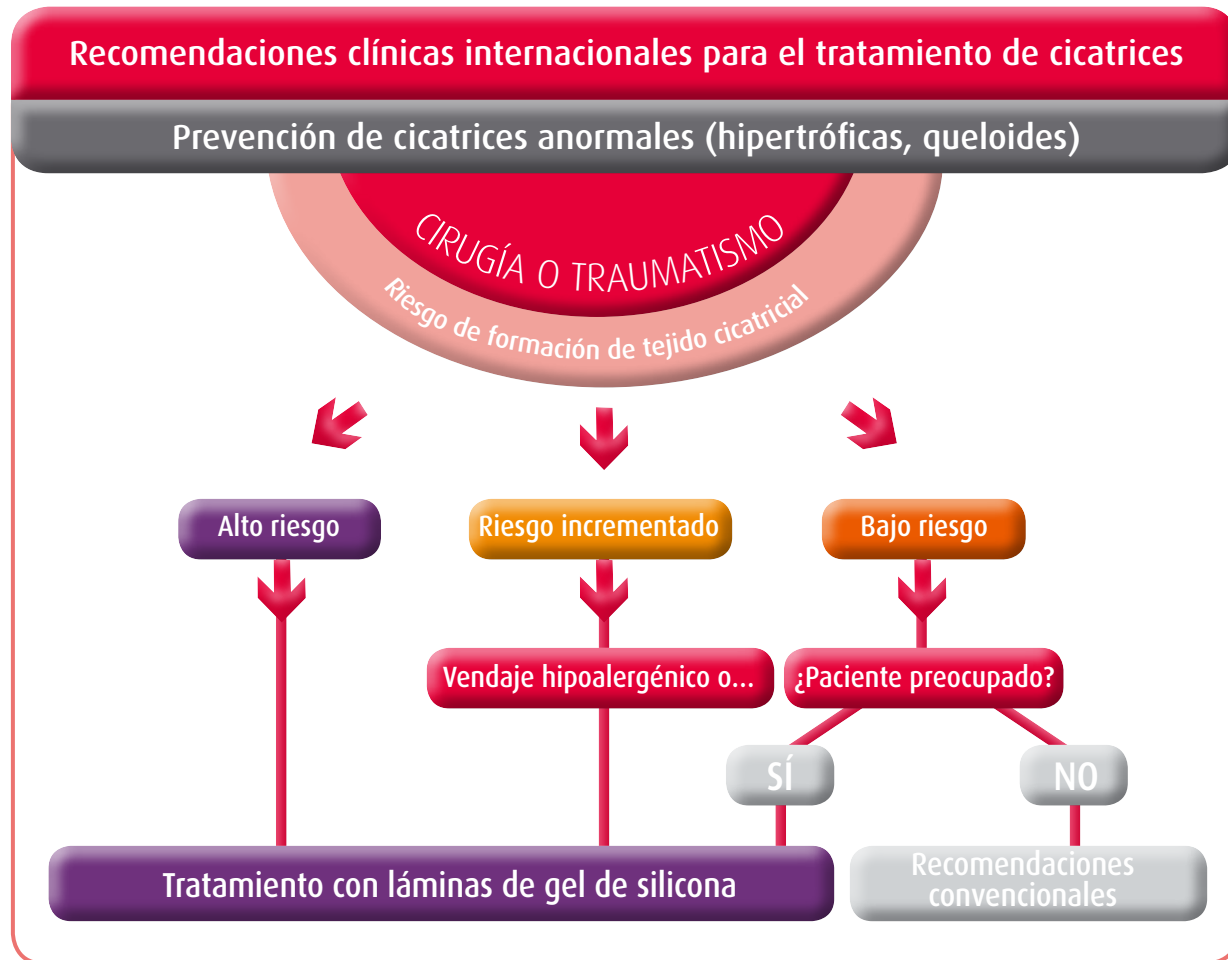 Recomendaciones clínicas internacionales para el tratamiento de cicatrices
Prevención de cicatrices anormales (hipertróficas, queloides)
CIRUGÍA O TRAUMATISMO
Riesgo de formación de tejido cicatricial
Alto riesgo
Riesgo incrementado
Bajo riesgo
Vendaje hipoalergénico o...
¿Paciente preocupado?
SÍ
NO
Tratamiento con láminas de gel de silicona
Recomendaciones
convencionales